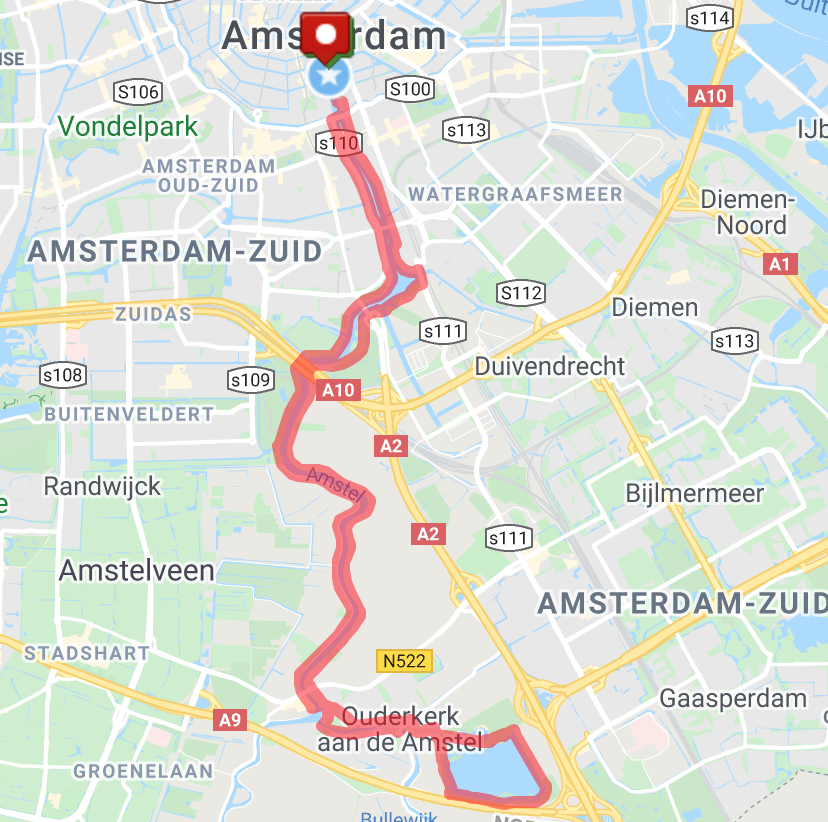 s114
Amsterdam
ISE
S106
S100
A10
Vondelpark
s113
IJb
s110
AMSTERDAM
OUD-ZUID
WATERGRAAFSMEER
Diemen-
Noord
AMSTERDAM-ZUID
A1
S112
Diemen
ZUIDAS
s111
s113
s108
s109
Duivendrecht
A10
BUITENVELDERT
A2
Randwijck
Amstel
Bijlmermeer
e
A2
s111
Amstelveen
AMSTERDAM-ZUID
STADSHART
N522
Gaasperdam
A9
Ouderkerk
aan de Amstel
GROENELAAN
Bullewijk